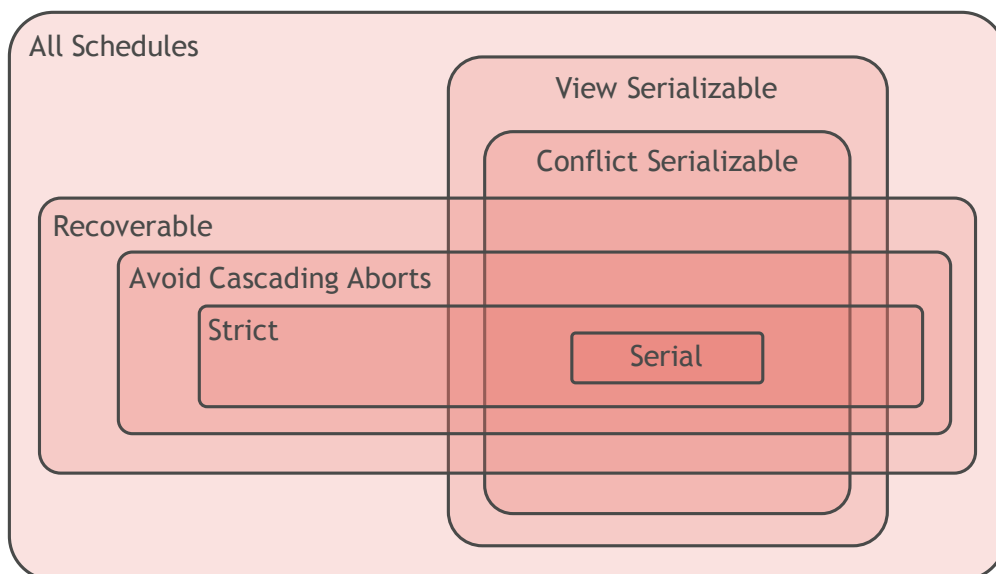 All Schedules
View Serializable
Conflict Serializable
Recoverable
Avoid Cascading Aborts
Strict
Serial